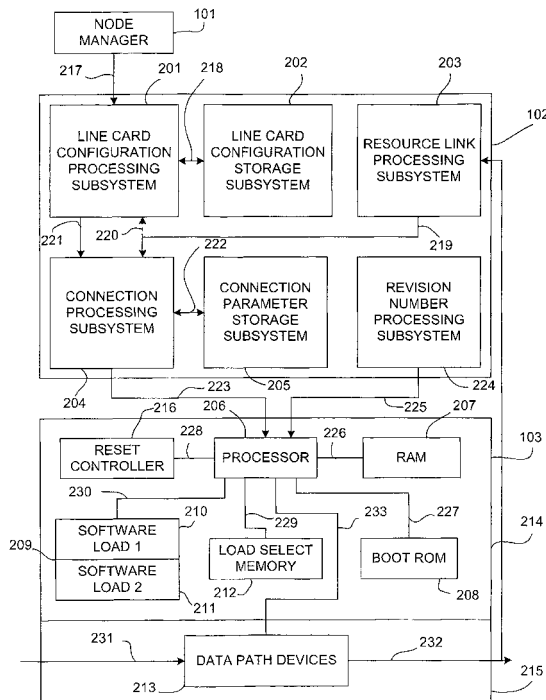 NODE
MANAGER
101
217
201
218
202
203
LINE CARD
CONFIGURATION
PROCESSING
SUBSYSTEM
LINE CARD
CONFIGURATION
STORAGE
SUBSYSTEM
RESOURCE LINK
PROCESSING
SUBSYSTEM
102
221
220
222
219
CONNECTION
PROCESSING
SUBSYSTEM
CONNECTION
PARAMETER
STORAGE
SUBSYSTEM
REVISION
NUMBER
PROCESSING
SUBSYSTEM
204
223
205
225
224
216
206
207
RESET
CONTROLLER
228
PROCESSOR
226
RAM
103
230
229
233
227
214
209
SOFTWARE
LOAD 1
210
SOFTWARE
LOAD 2
211
LOAD SELECT
MEMORY
212
BOOT ROM
208
231
DATA PATH DEVICES
213
232
215